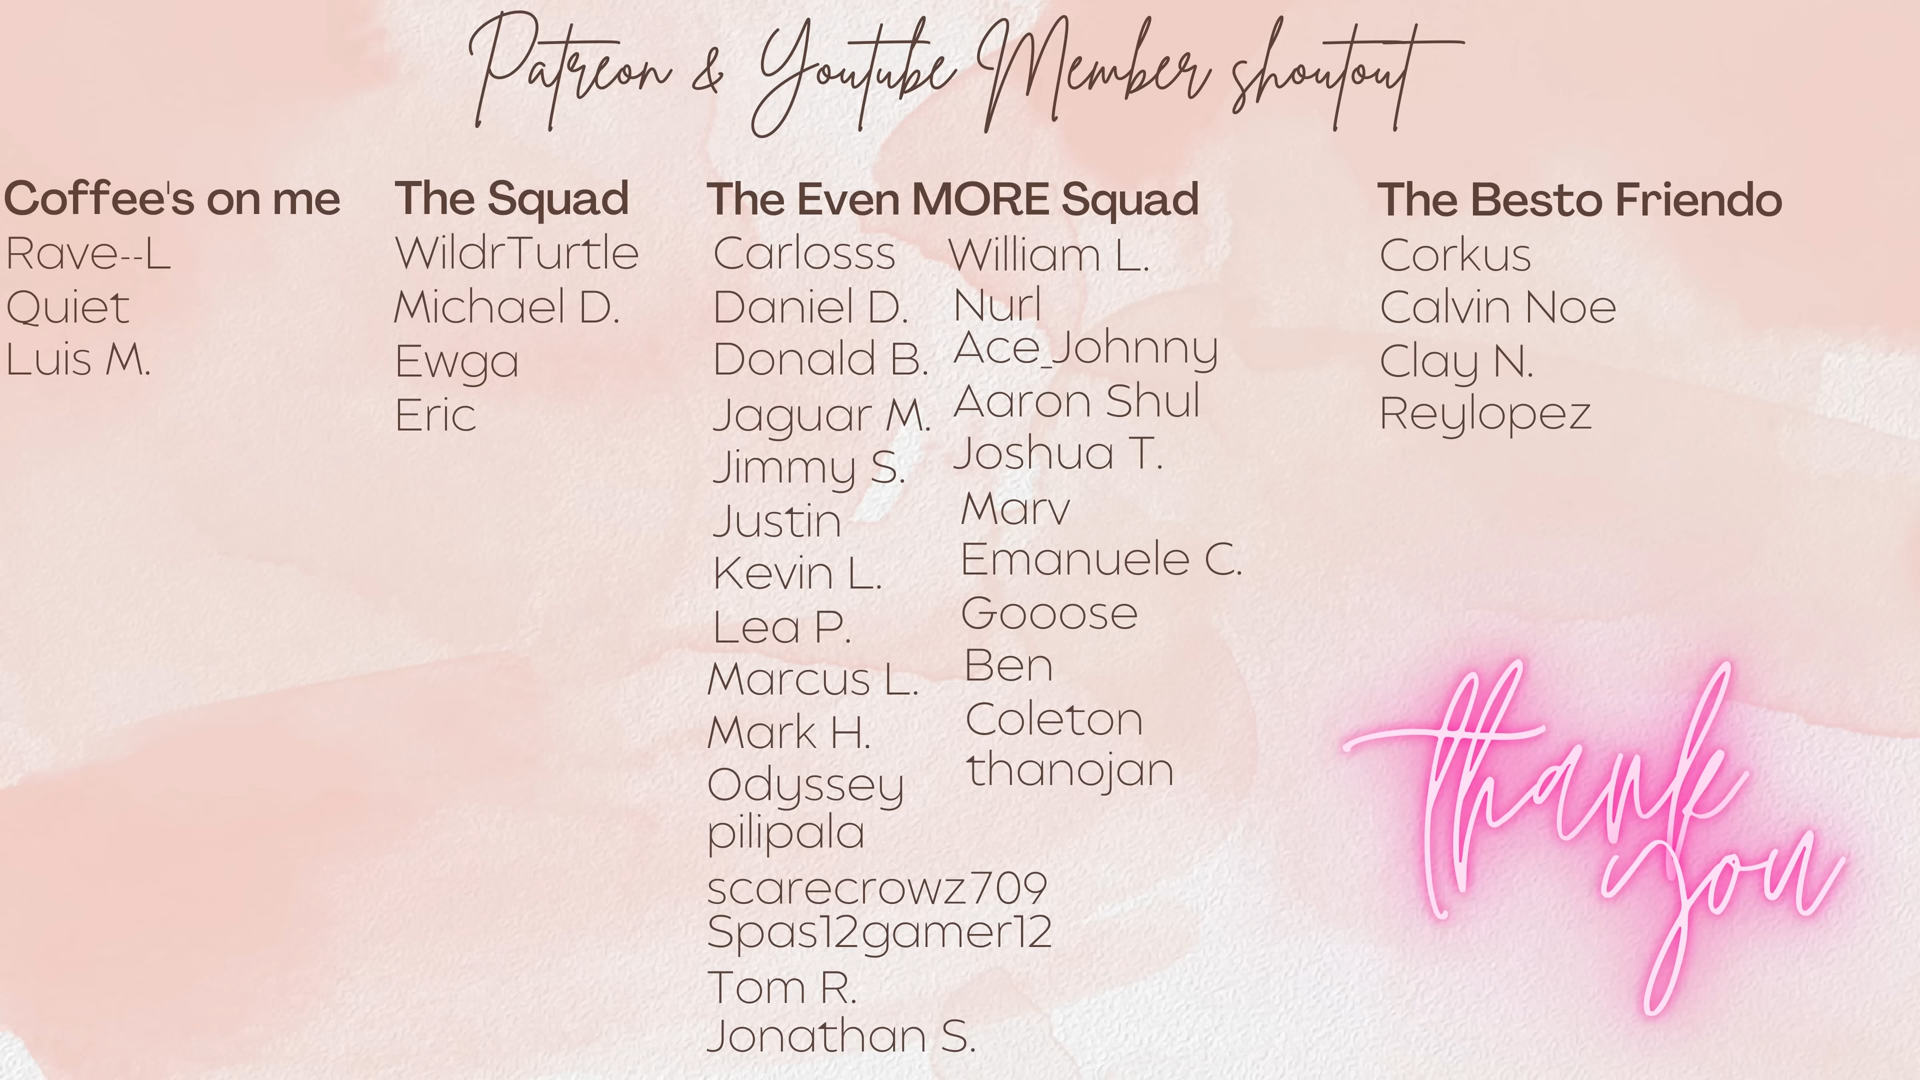 Patreon & Youtube Member shoutout
Coffee's on me
Rave--L
Quiet
Luis M.
The Squad
WildrTurtle
Michael D.
Ewga
Eric
The Even MORE Squad
Carlosss
Daniel D.
Donald B.
Jaguar M.
Jimmy S.
Justin
Kevin L.
Lea P.
Marcus L.
Mark H.
Odyssey
pilipala
scarecrowz709
Spas12gamer12
Tom R.
Jonathan S.
William L.
Nurl
Ace_Johnny
Aaron Shul
Joshua T.
Marv
Emanuele C.
Gooose
Ben
Coleton
thanojan
The Besto Friendo
Corkus
Calvin Noe
Clay N.
Reylopez
thank
you